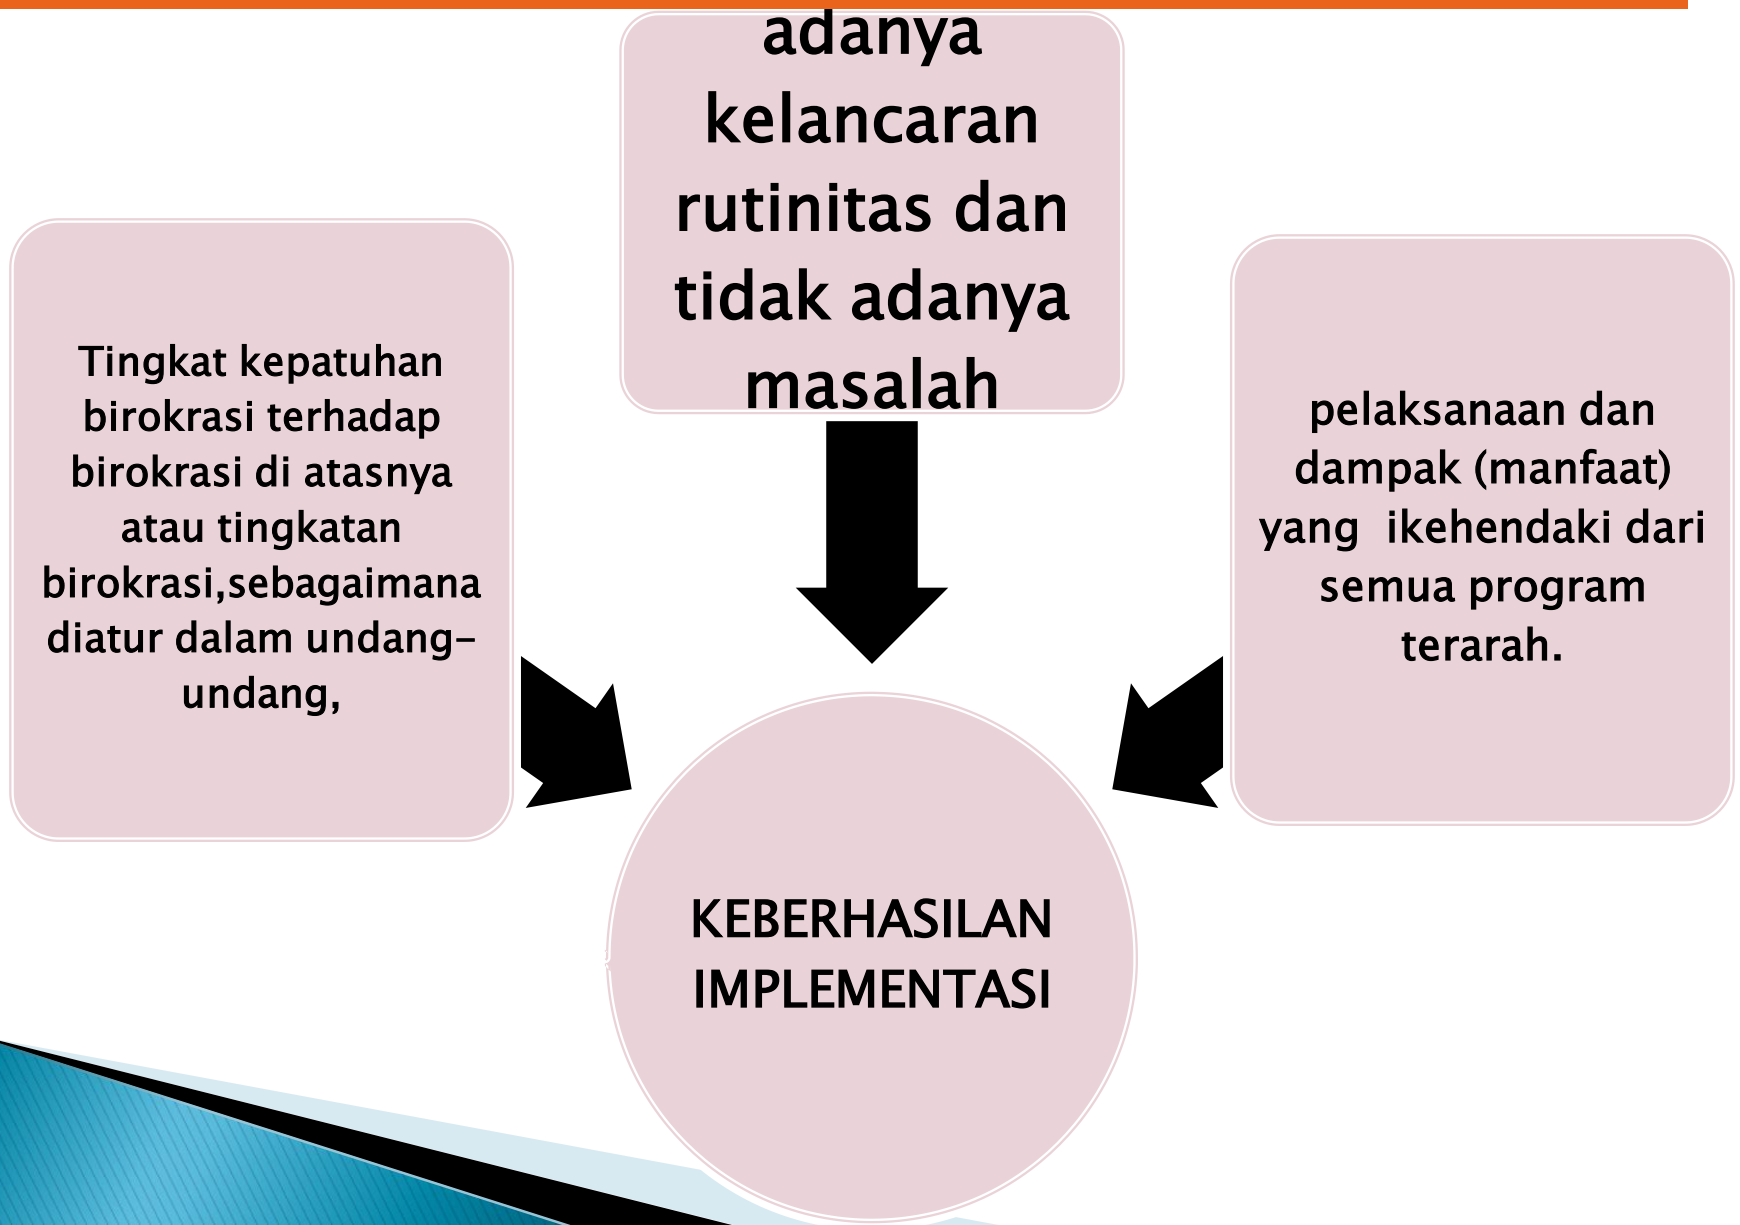 adanya
kelancaran
rutinitas dan
tidak adanya
masalah
Tingkat kepatuhan
birokrasi terhadap
birokrasi di atasnya
atau tingkatan
birokrasi,sebagaimana
diatur dalam undang-
undang,
pelaksanaan dan
dampak (manfaat)
yang  ikehendaki dari
semua program
terarah.
KEBERHASILAN
IMPLEMENTASI